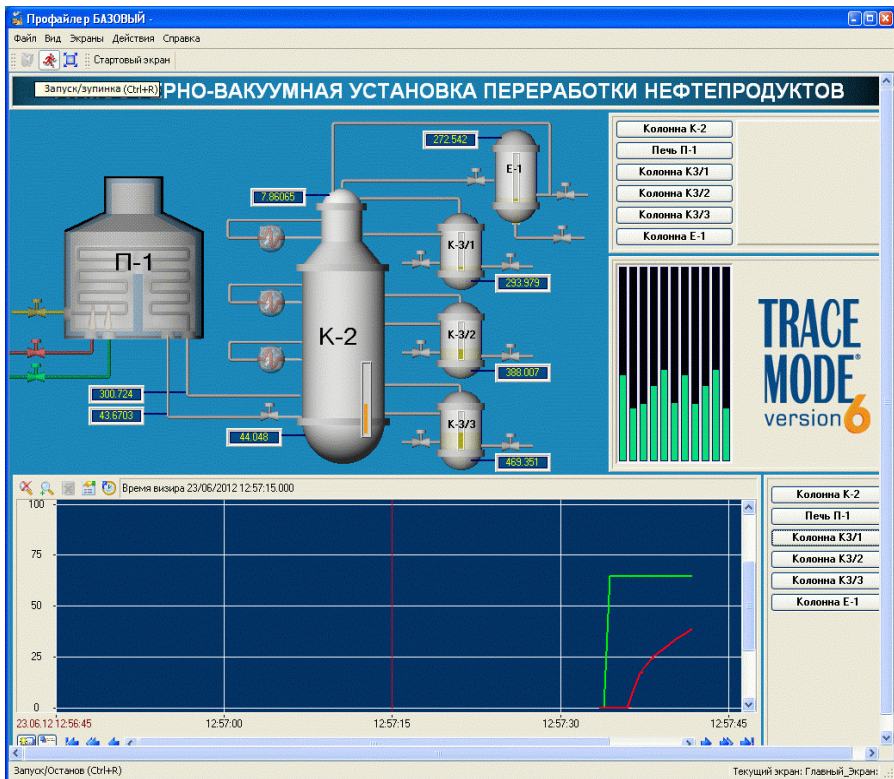 Профайлер БАЗОВЫЙ -
Файл Вид Экраны Действия Справка
Стартовый экран
Запуск/зупинка (Ctrl+R)
РНО-ВАКУУМНАЯ УСТАНОВКА ПЕРЕРАБОТКИ НЕФТЕПРОДУКТОВ
272.542
E-1
7.86065
П-1
К-3/1
293.979
К-2
К-3/2
388.007
300.724
43.6703
44.048
К-3/3
469.351
Колонна К-2
Печь П-1
Колонна К3/1
Колонна К3/2
Колонна К3/3
Колонна Е-1
TRACE
MODE®
version 6
Время визира 23/06/2012 12:57:15.000
100
75
50
25
0
23.06.12 12:56:45
12:57:00
12:57:15
12:57:30
12:57:45
Колонна К-2
Печь П-1
Колонна К3/1
Колонна К3/2
Колонна К3/3
Колонна Е-1
Запуск/Останов (Ctrl+R)
Текущий экран: Главный_Экран: